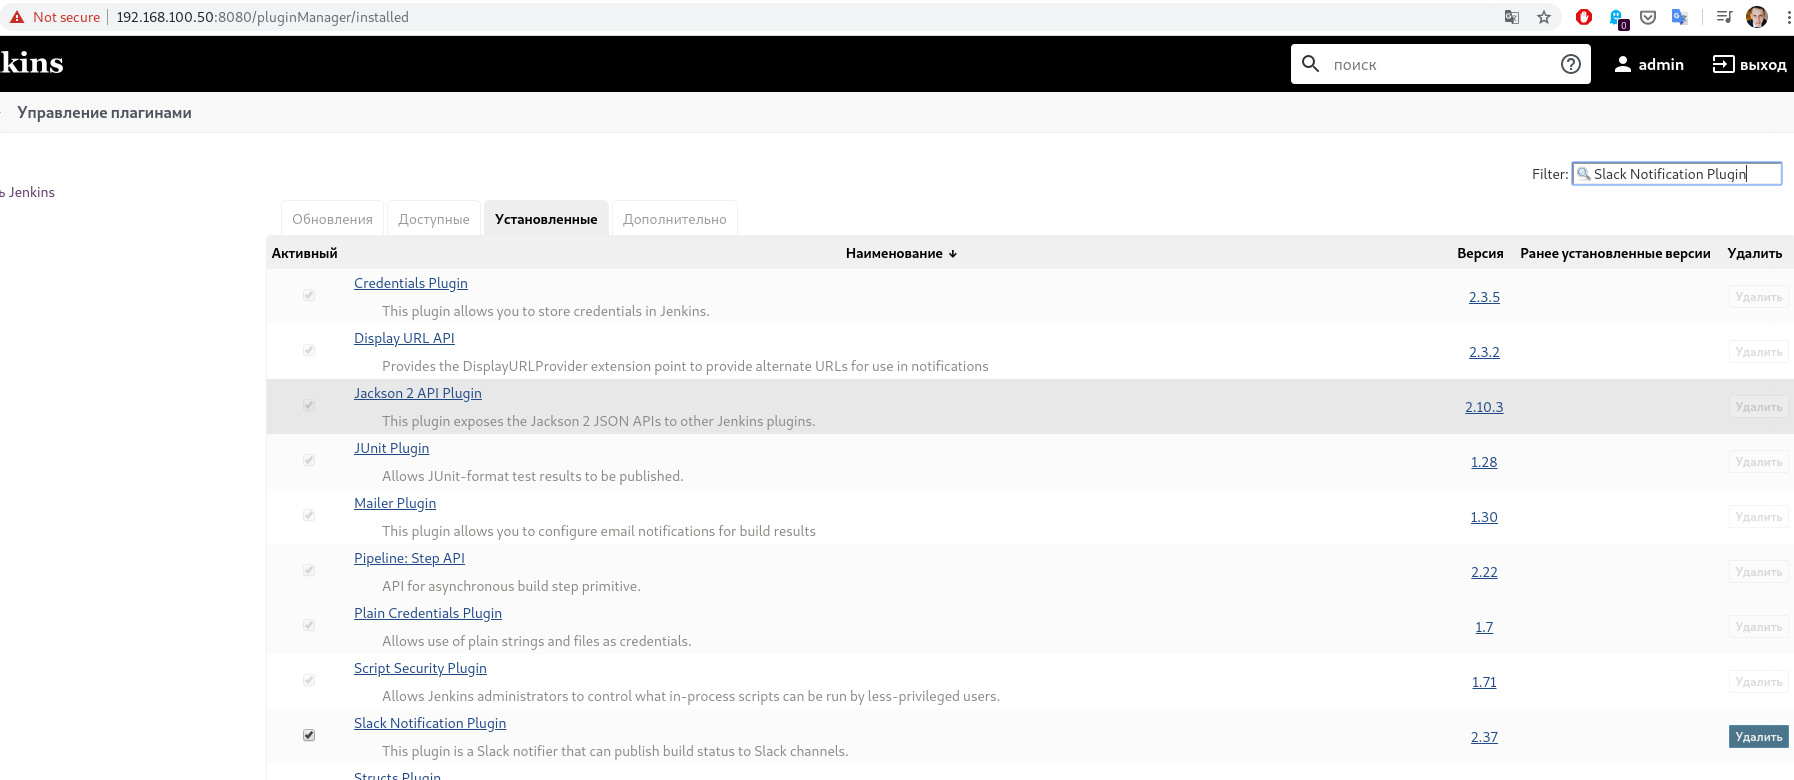 Not secure 192.168.100.50:8080/pluginManager/installed
0
kins
поиск
admin
выход
Управление плагинами
Filter: Slack Notification Plugin
ь Jenkins
Обновления Доступные Установленные Дополнительно
Активный Наименование ↓ Версия Ранее установленные версии Удалить
Credentials Plugin
This plugin allows you to store credentials in Jenkins.
2.3.5 Удалить
Display URL API
Provides the DisplayURLProvider extension point to provide alternate URLs for use in notifications
2.3.2 Удалить
Jackson 2 API Plugin
This plugin exposes the Jackson 2 JSON APIs to other Jenkins plugins.
2.10.3 Удалить
JUnit Plugin
Allows JUnit-format test results to be published.
1.28 Удалить
Mailer Plugin
This plugin allows you to configure email notifications for build results
1.30 Удалить
Pipeline: Step API
API for asynchronous build step primitive.
2.22 Удалить
Plain Credentials Plugin
Allows use of plain strings and files as credentials.
1.7 Удалить
Script Security Plugin
Allows Jenkins administrators to control what in-process scripts can be run by less-privileged users.
1.71 Удалить
Slack Notification Plugin
This plugin is a Slack notifier that can publish build status to Slack channels.
2.37 Удалить
Structs Plugin